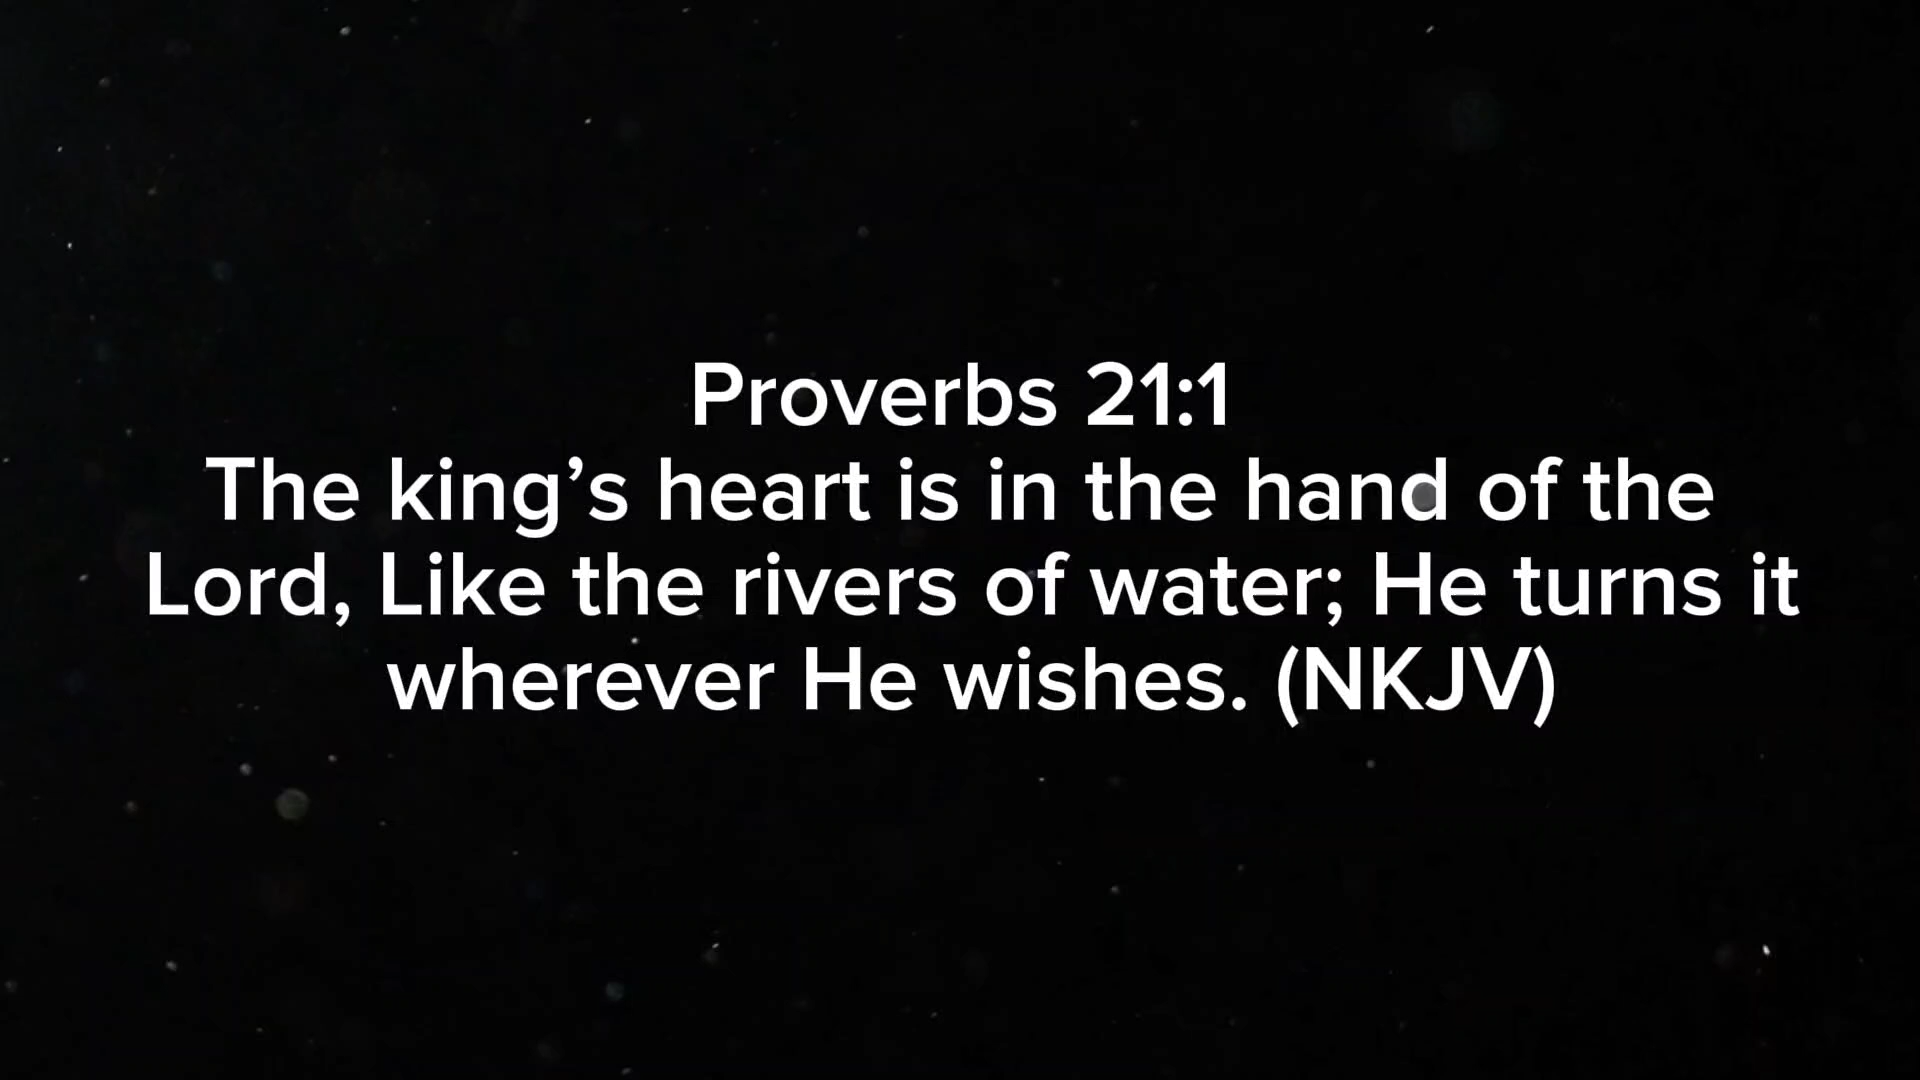 Proverbs 21:1
The king’s heart is in the hand of the
Lord, Like the rivers of water; He turns it
wherever He wishes. (NKJV)